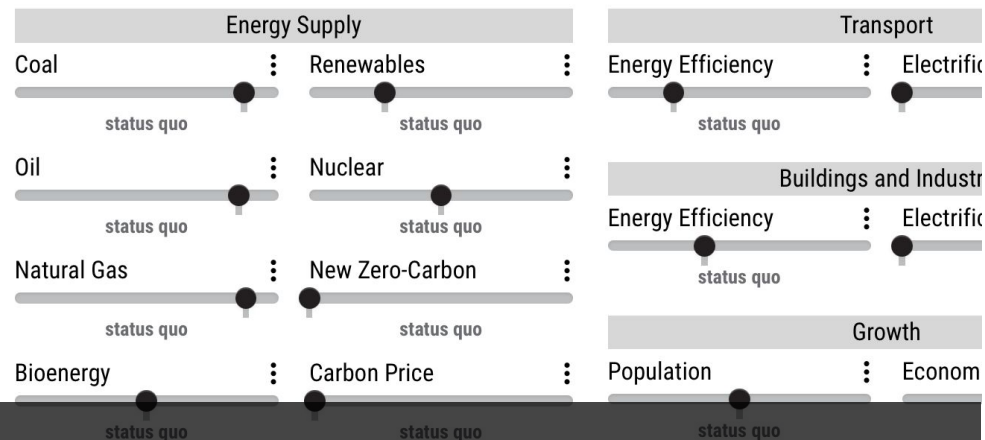 Energy Supply
Coal
Renewables
status quo
status quo
Oil
Nuclear
status quo
status quo
Natural Gas
New Zero-Carbon
status quo
status quo
Bioenergy
Carbon Price
status quo
status quo
Transport
Energy Efficiency
Electrific
status quo
Buildings and Industr
Energy Efficiency
Electrific
status quo
Growth
Population
Econom
status quo